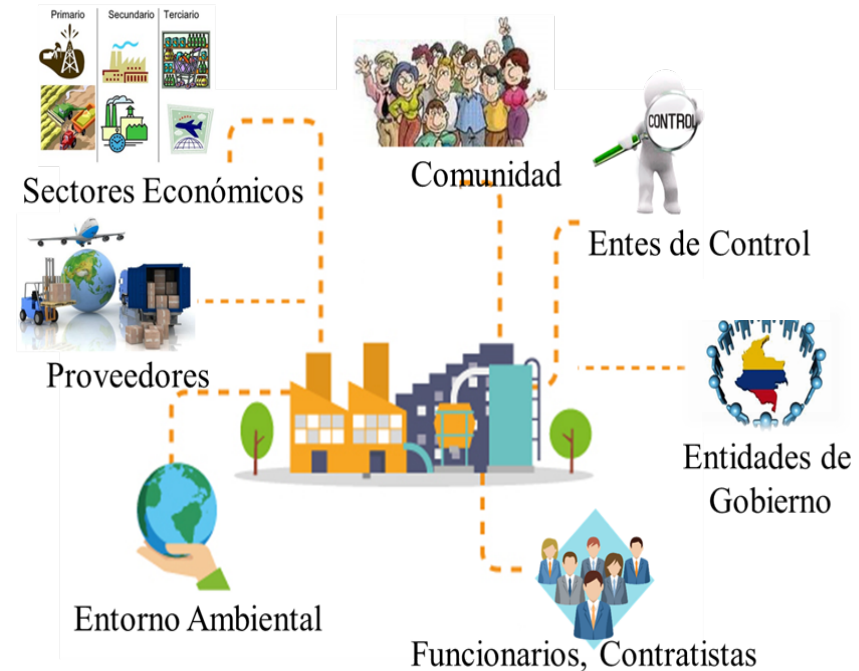 Primario Secundario Terciario
Sectores Económicos
Comunidad
CONTROL
Entes de Control
Proveedores
Entidades de
Gobierno
Entorno Ambiental
Funcionarios, Contratistas